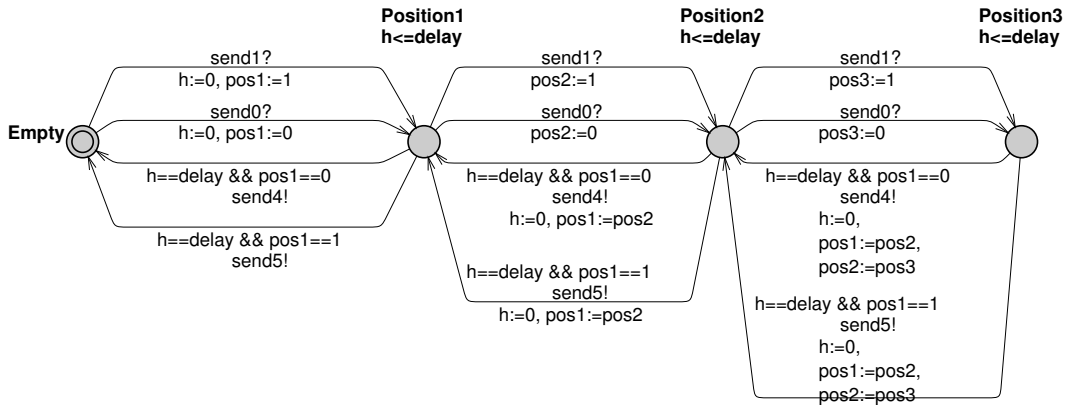 Position1
h<=delay
Position2
h<=delay
Position3
h<=delay
send1?
h:=0, pos1:=1
send1?
pos2:=1
send1?
pos3:=1
Empty
send0?
h:=0, pos1:=0
send0?
pos2:=0
send0?
pos3:=0
h==delay && pos1==0
send4!
h==delay && pos1==0
send4!
h:=0, pos1:=pos2
h==delay && pos1==0
send4!
h:=0,
pos1:=pos2,
pos2:=pos3
h==delay && pos1==1
send5!
h==delay && pos1==1
send5!
h:=0, pos1:=pos2
h==delay && pos1==1
send5!
h:=0,
pos1:=pos2,
pos2:=pos3